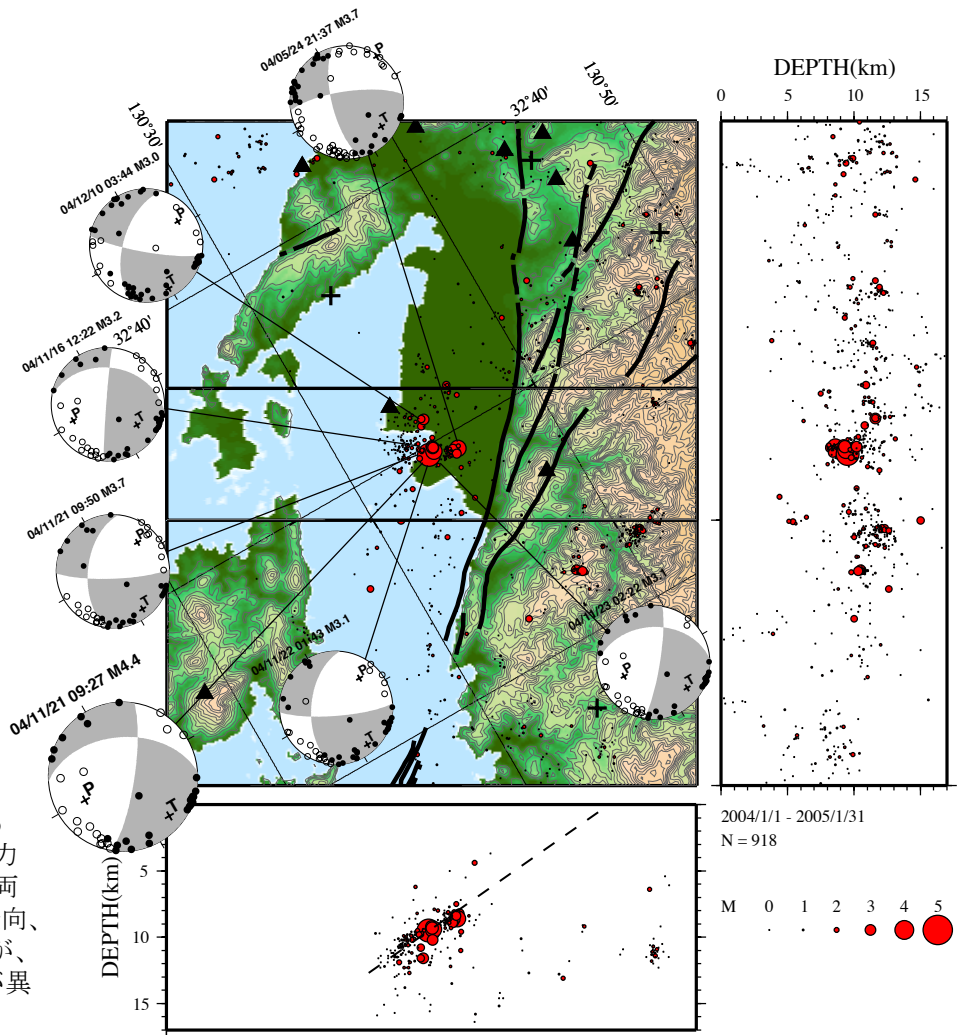 04/05/24 21:37 M3.7
DEPTH(km)
0 5 10 15
130°30'
32°40'
130°50'
04/12/10 03:44 M3.0
P
T
P
T
04/11/16 12:22 M3.2
32°40'
P
T
04/11/21 09:50 M3.7
P
T
04/11/21 09:27 M4.4
P
T
04/11/22 01:43 M3.1
P
T
04/11/23 02:22 M3.1
P
T
力
両
向、
が、
異
DEPTH(km)
5
10
15
2004/1/1 - 2005/1/31
N = 918
M 0 1 2 3 4 5